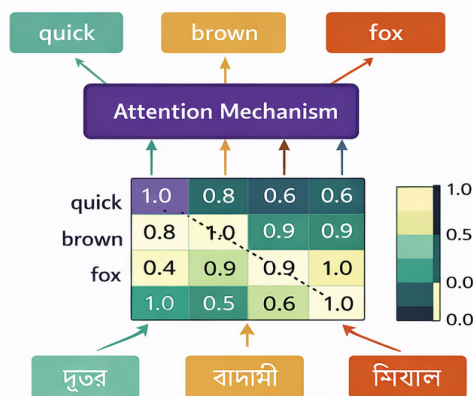 quick brown fox
Attention Mechanism
quick 1.0 0.8 0.6 0.6
brown 0.8 1.0 0.9 0.9
fox 0.4 0.9 0.9 1.0
1.0 0.5 0.6 1.0
1.0
0.5
0.0
0.0
দূতর বাদামী শিয়াল